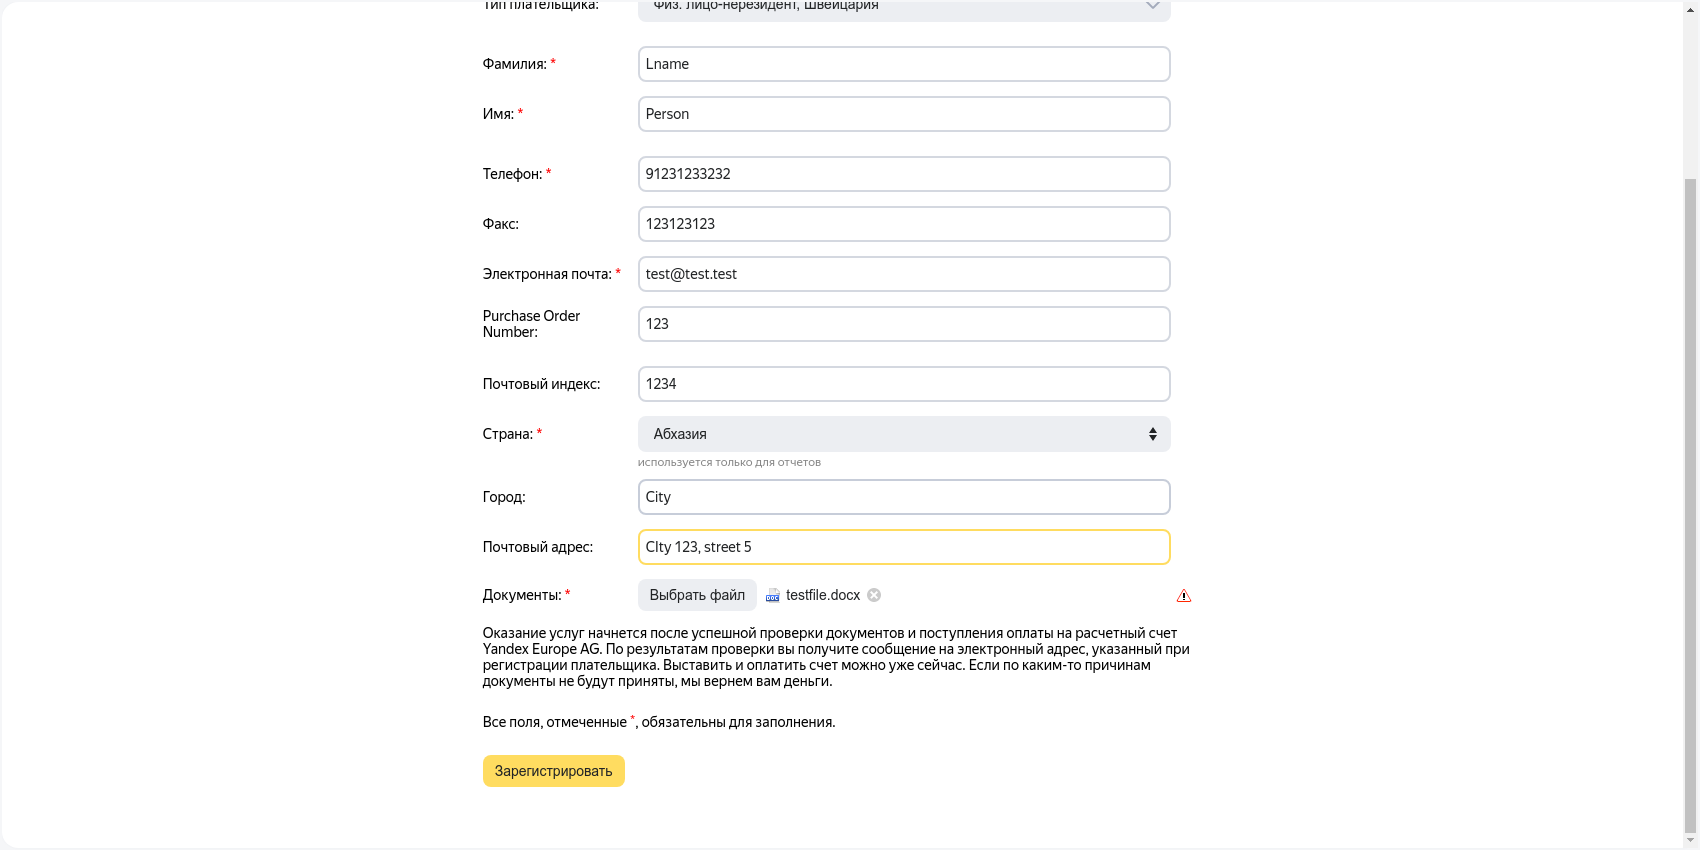 Тип плательщика: Физ. лицо-нерезидент, Швейцария
Фамилия: * Lname
Имя: * Person
Телефон: * 91231233232
Факс: 123123123
Электронная почта: * test@test.test
Purchase Order
Number: 123
Почтовый индекс: 1234
Страна: * Абхазия
используется только для отчетов
Город: City
Почтовый адрес: CIty 123, street 5
Документы: * Выбрать файл DOC testfile.docx
Оказание услуг начнется после успешной проверки документов и поступления оплаты на расчетный счет
Yandex Europe AG. По результатам проверки вы получите сообщение на электронный адрес, указанный при
регистрации плательщика. Выставить и оплатить счет можно уже сейчас. Если по каким-то причинам
документы не будут приняты, мы вернем вам деньги.
Все поля, отмеченные *, обязательны для заполнения.
Зарегистрировать